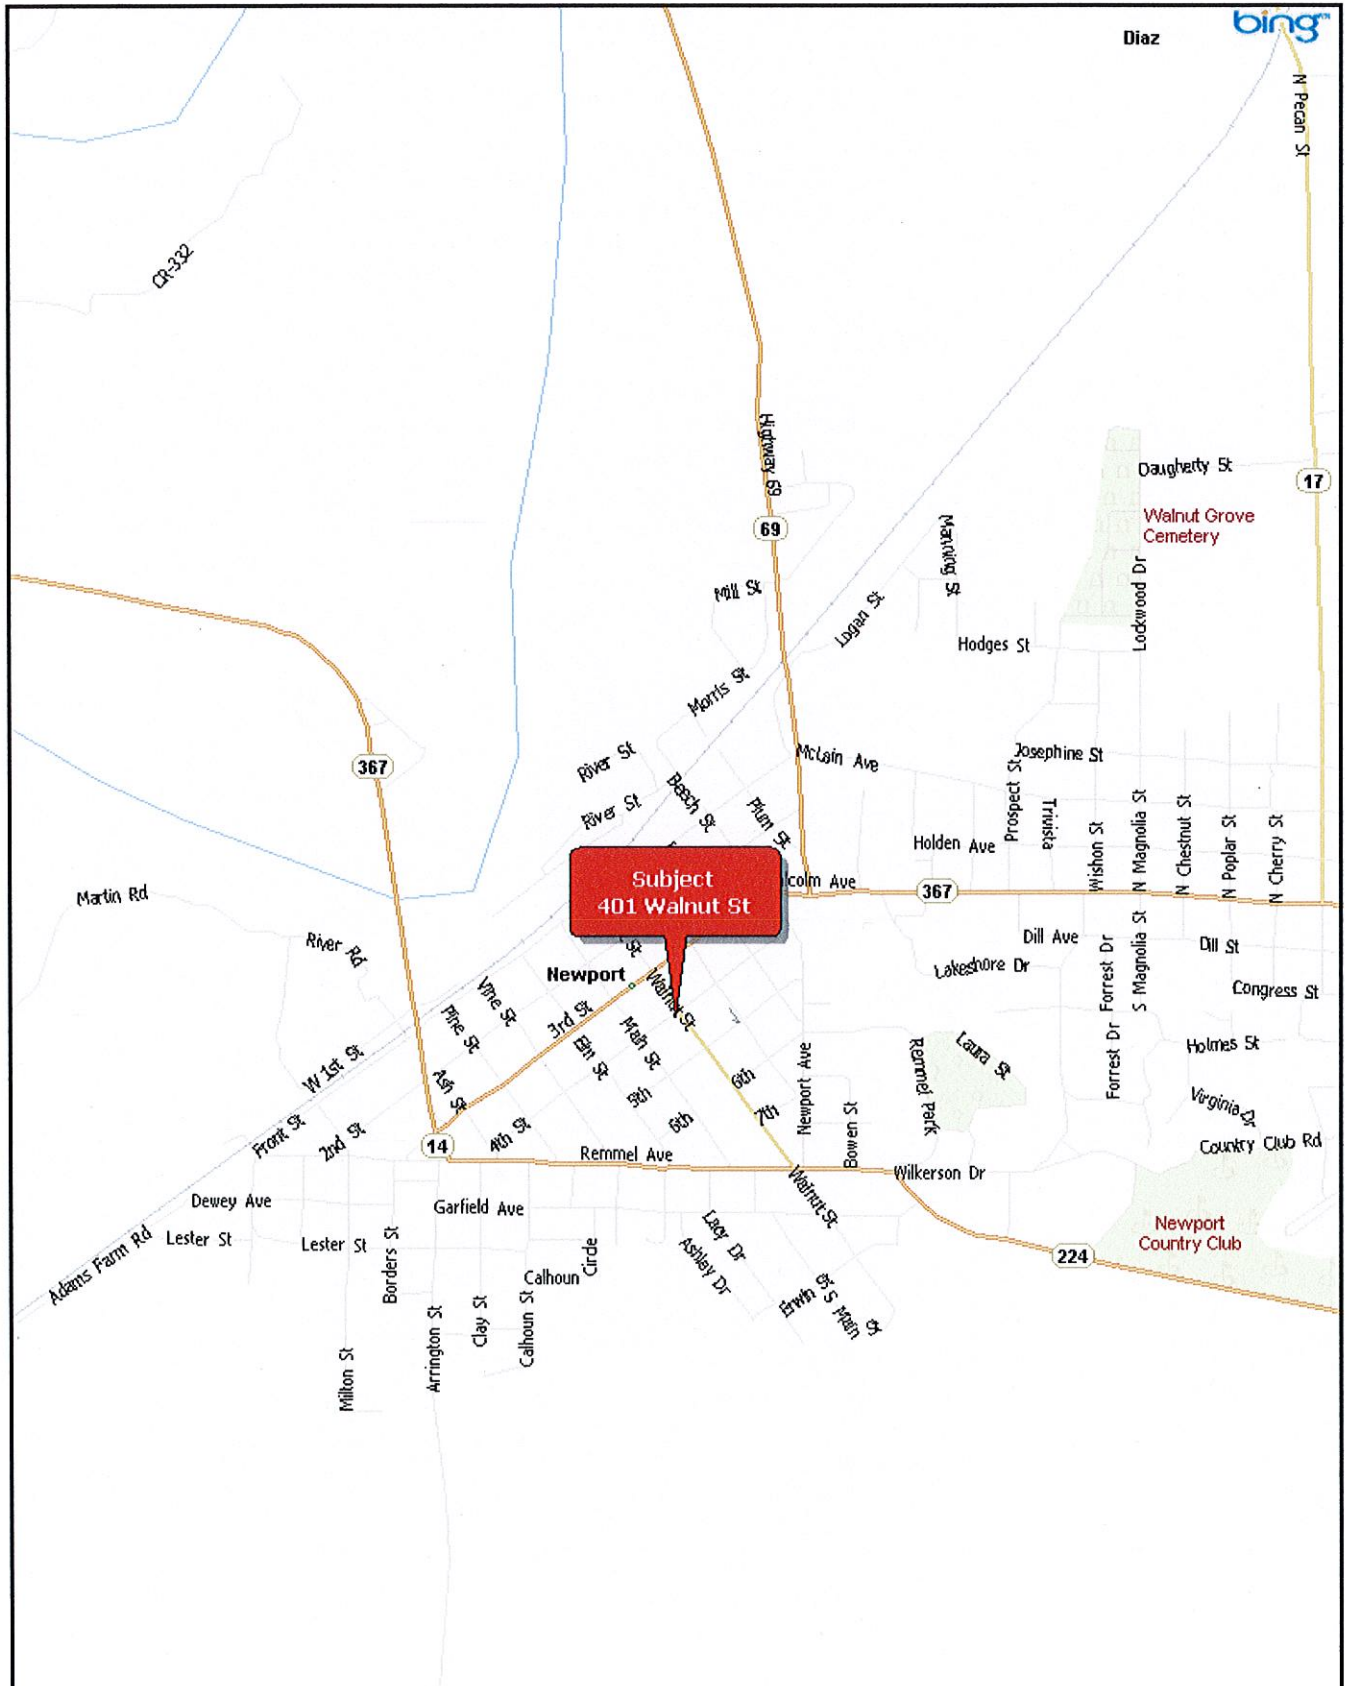 Diaz
bing
N Pecan St
CR-332
Highway 69
69
Daugherty St
17
Walnut Grove
Cemetery
Manning St
Mill St
Logan St
Lockwood Dr
Hodges St
Morris St
367
River St
McLain Ave
Josephine St
River St
Beech St
Plum St
Prospect St
Trivista
Wishon St
N Magnolia St
N Chestnut St
N Poplar St
N Cherry St
Holden Ave
Subject
401 Walnut St
lcolm Ave
367
Martin Rd
River Rd
St
Dill Ave
Forrest Dr
S Magnolia St
Dill St
Newport
Walnut St
Lakeshore Dr
Congress St
Vine St
Pine St
3rd St
Elm St
Main St
Newport Ave
Remmel Park
Laura St
Forrest Dr
Holmes St
W 1st St
Ash St
5th
6th
6th
7th
Bowen St
Virginia Dr
Front St
2nd St
14
4th St
Remmel Ave
Country Club Rd
Wilkerson Dr
Walnut St
Dewey Ave
Garfield Ave
Adams Farm Rd
Lester St
Lester St
Borders St
Circle
Calhoun
Lacy Dr
Ashley Dr
Newport
Country Club
224
Erwin St
S Main St
Milton St
Arrington St
Clay St
Calhoun St